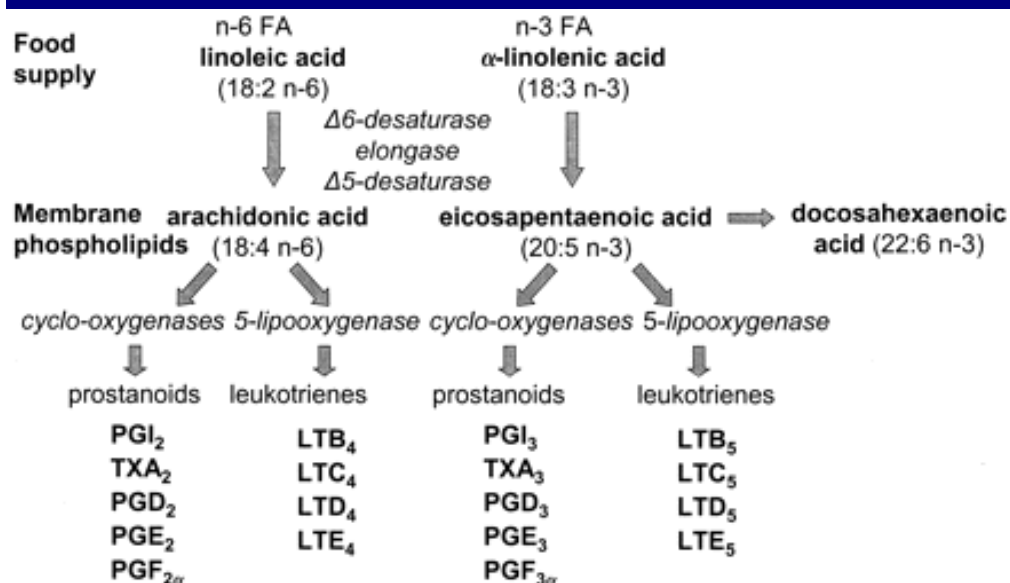 Food supply
n-6 FA
linoleic acid
(18:2 n-6)
n-3 FA
α-linolenic acid
(18:3 n-3)
Δ6-desaturase
elongase
Δ5-desaturase
Membrane phospholipids
arachidonic acid
(18:4 n-6)
eicosapentaenoic acid
(20:5 n-3)
docosahexaenoic
acid (22:6 n-3)
cyclo-oxygenases 5-lipooxygenase cyclo-oxygenases 5-lipooxygenase
prostanoids leukotrienes prostanoids leukotrienes
PGI₂ LTB₄ PGI₃ LTB₅
TXA₂ LTC₄ TXA₃ LTC₅
PGD₂ LTD₄ PGD₃ LTD₅
PGE₂ LTE₄ PGE₃ LTE₅
PGF₂α PGF₃α